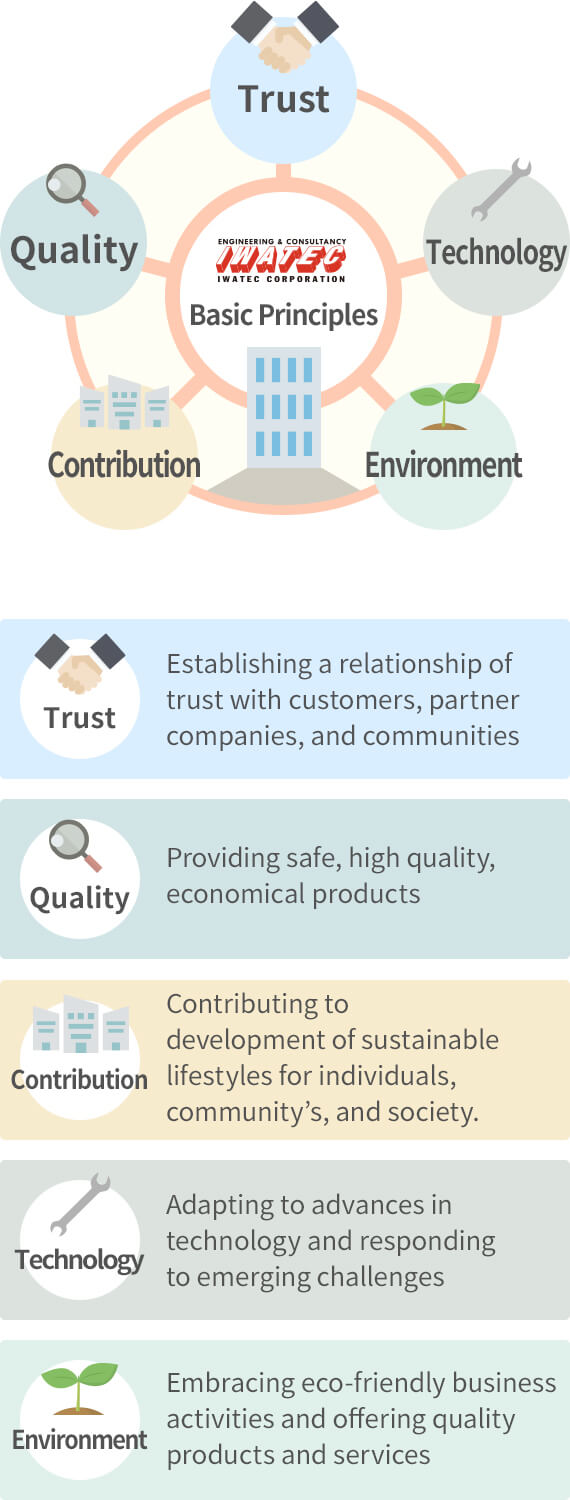 Trust
Quality
Technology
ENGINEERING & CONSULTANCY
IWATEC
IWATEC CORPORATION
Basic Principles
Contribution
Environment
Trust
Establishing a relationship of
trust with customers, partner
companies, and communities
Quality
Providing safe, high quality,
economical products
Contribution
Contributing to
development of sustainable
lifestyles for individuals,
community’s, and society.
Technology
Adapting to advances in
technology and responding
to emerging challenges
Environment
Embracing eco-friendly business
activities and offering quality
products and services